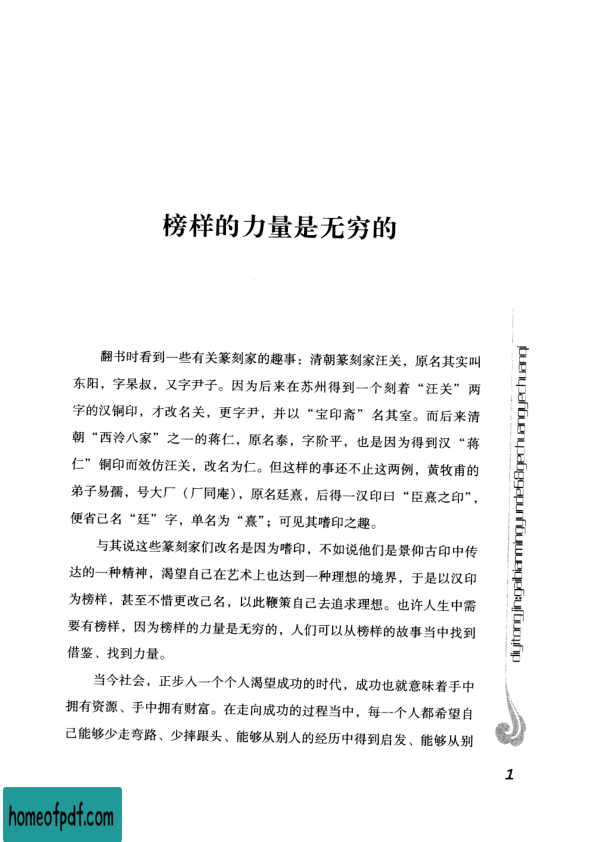 榜样的力量是无穷的
翻书时看到一些有关篆刻家的趣事：清朝篆刻家汪关，原名其实叫
东阳，字杲叔，又字尹子。因为后来在苏州得到一个刻着“汪关”两
字的汉铜印，才改名关，更字尹，并以“宝印斋”名其室。而后来清
朝“西泠八家”之一的蒋仁，原名泰，字阶平，也是因为得到汉“蒋
仁”铜印而效仿汪关，改名为仁。但这样的事还不止这两例，黄牧甫的
弟子易孺，号大厂（厂同庵），原名廷熹，后得一汉印曰“臣熹之印”，
便省己名“廷”字，单名为“熹”；可见其嗜印之趣。
与其说这些篆刻家们改名是因为嗜印，不如说他们是景仰古印中传
达的一种精神，渴望自己在艺术上也达到一种理想的境界，于是以汉印
为榜样，甚至不惜更改己名，以此鞭策自己去追求理想。也许人生中需
要有榜样，因为榜样的力量是无穷的，人们可以从榜样的故事当中找到
借鉴、找到力量。
当今社会，正步入一个个人渴望成功的时代，成功也就意味着手中
拥有资源、手中拥有财富。在走向成功的过程当中，每一个人都希望自
己能够少走弯路、少摔跟头、能够从别人的经历中得到启发、能够从别
1
homeofpdf.com